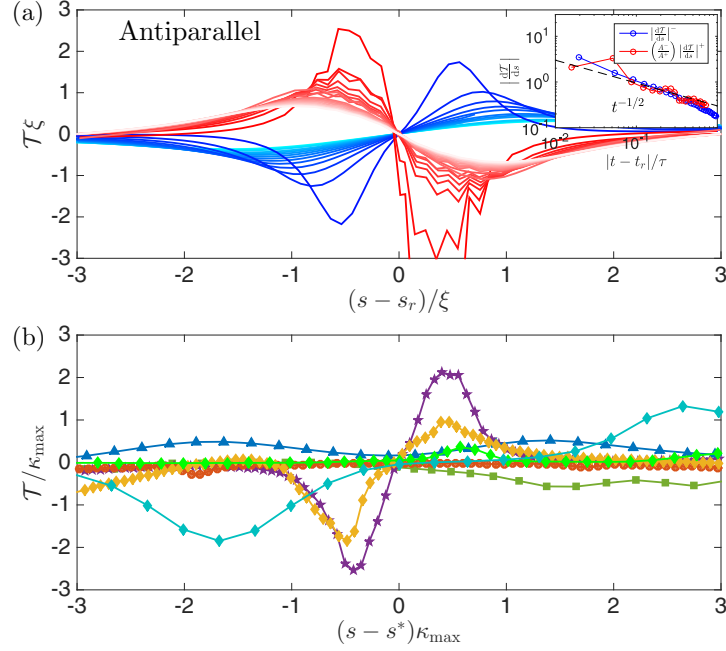 (a)
Antiparallel
3
2
1
0
-1
-2
-3
𝒯ξ
-3
-2
-1
0
1
2
3
(s − s_r)/ξ
|d𝒯/ds|
10^1
10^0
10^-1
10^-2
10^-1
|t − t_r|/τ
|d𝒯/ds|^−
(A^−/A^+) |d𝒯/ds|^+
t^{−1/2}
(b)
3
2
1
0
-1
-2
-3
𝒯/κ_max
-3
-2
-1
0
1
2
3
(s − s*)κ_max